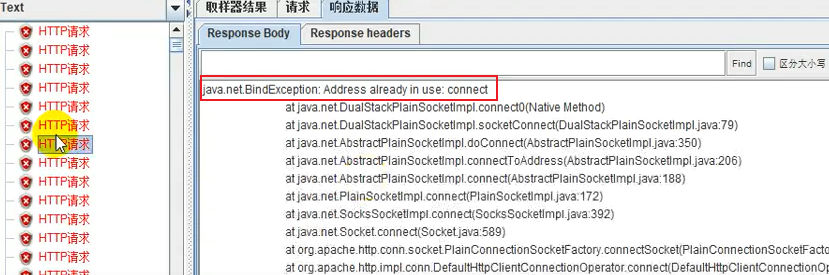 Text
取样器结果 请求 响应数据
HTTP请求
Response Body Response headers
HTTP请求
HTTP请求
Find 区分大小写
HTTP请求
java.net.BindException: Address already in use: connect
HTTP请求
at java.net.DualStackPlainSocketImpl.connect0(Native Method)
HTTP请求
at java.net.DualStackPlainSocketImpl.socketConnect(DualStackPlainSocketImpl.java:79)
HTTP请求
at java.net.AbstractPlainSocketImpl.doConnect(AbstractPlainSocketImpl.java:350)
HTTP请求
at java.net.AbstractPlainSocketImpl.connectToAddress(AbstractPlainSocketImpl.java:206)
HTTP请求
at java.net.AbstractPlainSocketImpl.connect(AbstractPlainSocketImpl.java:188)
HTTP请求
at java.net.PlainSocketImpl.connect(PlainSocketImpl.java:172)
HTTP请求
at java.net.SocksSocketImpl.connect(SocksSocketImpl.java:392)
HTTP请求
at java.net.Socket.connect(Socket.java:589)
HTTP请求
at org.apache.http.conn.socket.PlainConnectionSocketFactory.connectSocket(PlainConnectionSocketF
HTTP请求
at org.apache.http.impl.conn.DefaultHttpClientConnectionOperator.connect(DefaultHttpClientConnectionOp